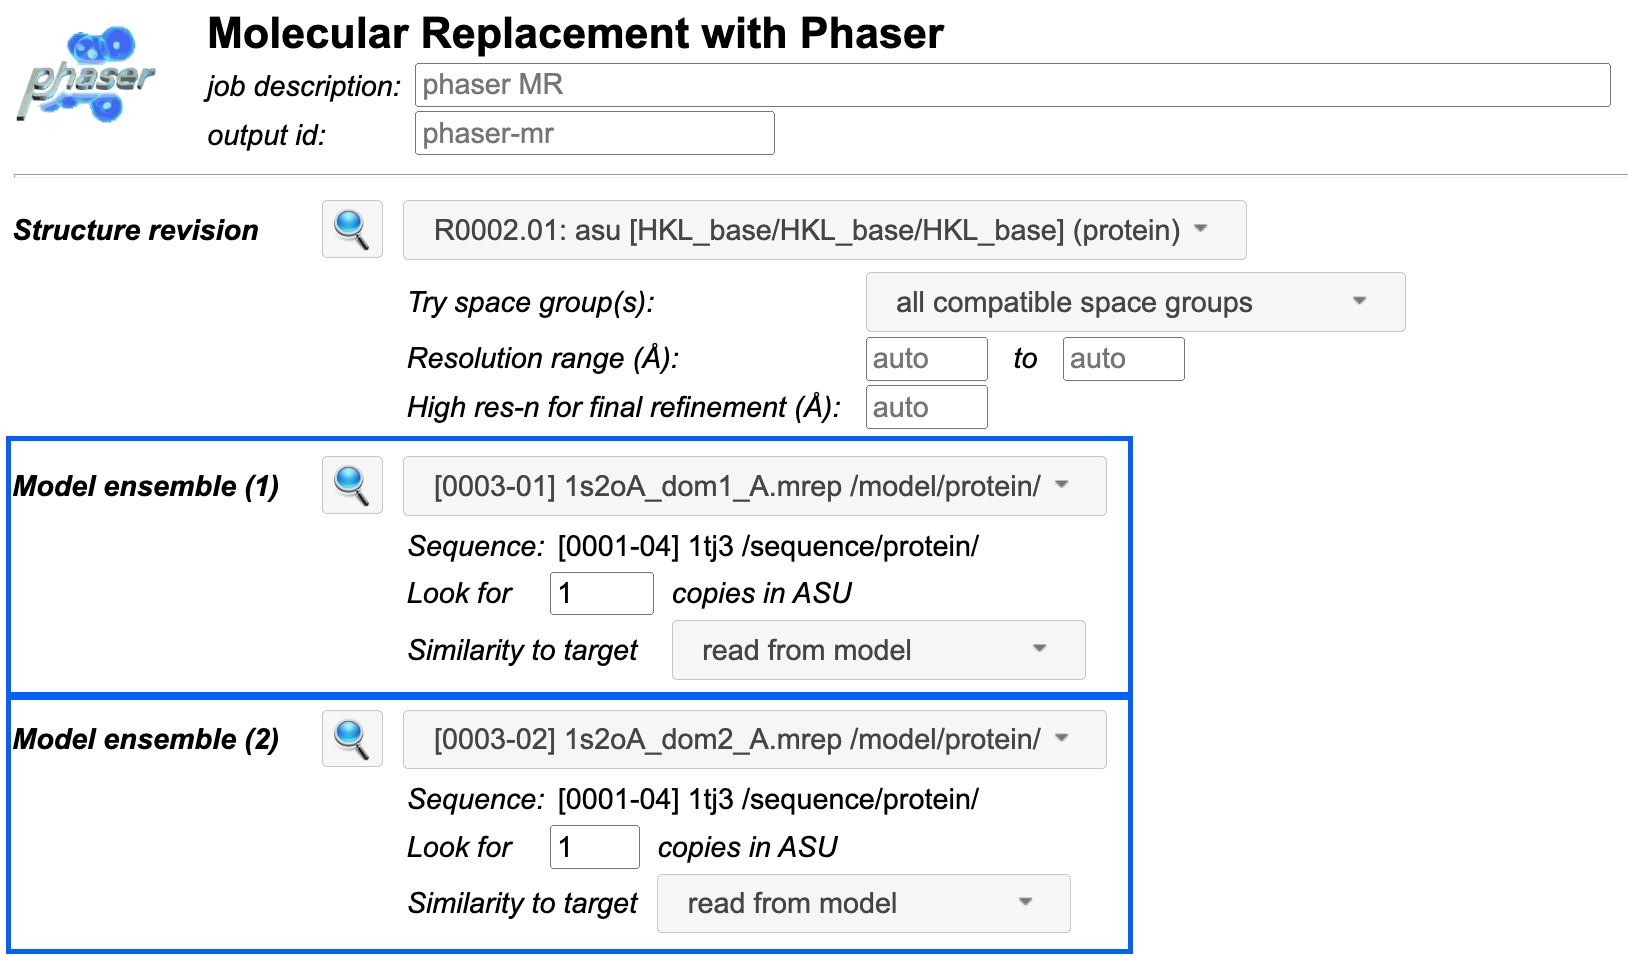 phaser
Molecular Replacement with Phaser
job description: phaser MR
output id: phaser-mr
Structure revision R0002.01: asu [HKL_base/HKL_base/HKL_base] (protein)
Try space group(s): all compatible space groups
Resolution range (Å): auto to auto
High res-n for final refinement (Å): auto
Model ensemble (1) [0003-01] 1s2oA_dom1_A.mrep /model/protein/
Sequence: [0001-04] 1tj3 /sequence/protein/
Look for 1 copies in ASU
Similarity to target read from model
Model ensemble (2) [0003-02] 1s2oA_dom2_A.mrep /model/protein/
Sequence: [0001-04] 1tj3 /sequence/protein/
Look for 1 copies in ASU
Similarity to target read from model